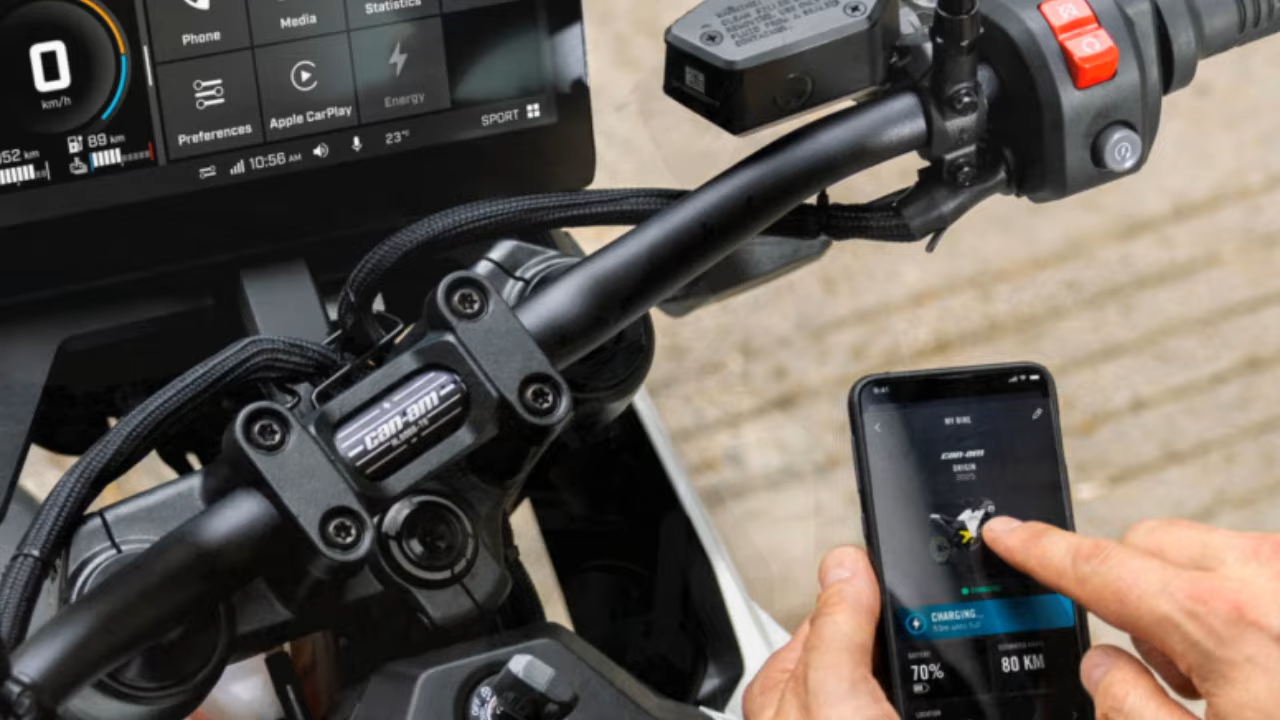 Phone
Media
Statistics
0
km/h
Preferences
Apple CarPlay
Energy
52 km
89 km
10:56 AM
23°
SPORT
can-am
MY BIKE
can-am
ORIGIN
2025
CHARGING...
70%
80 KM
LOCATION